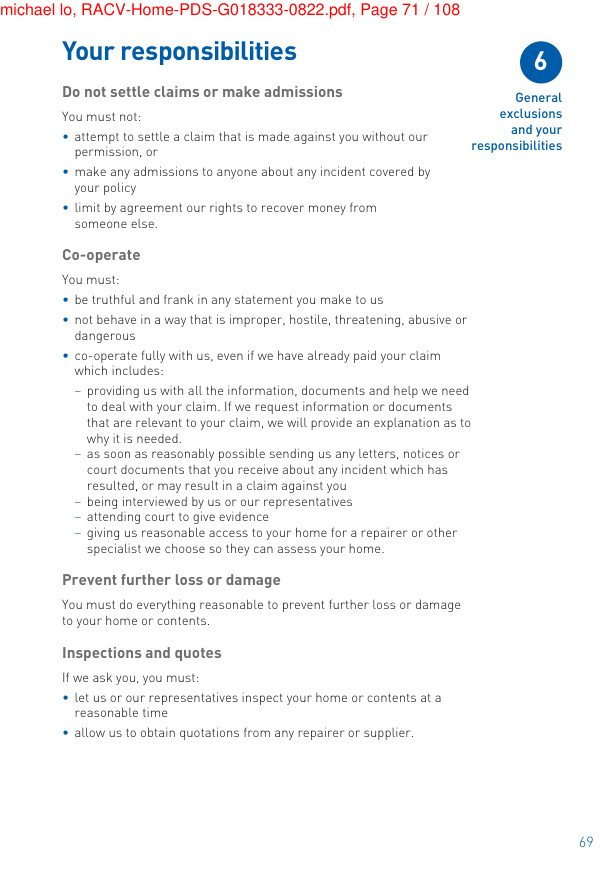 michael lo, RACV-Home-PDS-G018333-0822.pdf, Page 71 / 108
Your responsibilities
6
General
exclusions
and your
responsibilities
Do not settle claims or make admissions
You must not:
• attempt to settle a claim that is made against you without our
permission, or
• make any admissions to anyone about any incident covered by
your policy
• limit by agreement our rights to recover money from
someone else.
Co-operate
You must:
• be truthful and frank in any statement you make to us
• not behave in a way that is improper, hostile, threatening, abusive or
dangerous
• co-operate fully with us, even if we have already paid your claim
which includes:
– providing us with all the information, documents and help we need
to deal with your claim. If we request information or documents
that are relevant to your claim, we will provide an explanation as to
why it is needed.
– as soon as reasonably possible sending us any letters, notices or
court documents that you receive about any incident which has
resulted, or may result in a claim against you
– being interviewed by us or our representatives
– attending court to give evidence
– giving us reasonable access to your home for a repairer or other
specialist we choose so they can assess your home.
Prevent further loss or damage
You must do everything reasonable to prevent further loss or damage
to your home or contents.
Inspections and quotes
If we ask you, you must:
• let us or our representatives inspect your home or contents at a
reasonable time
• allow us to obtain quotations from any repairer or supplier.
69